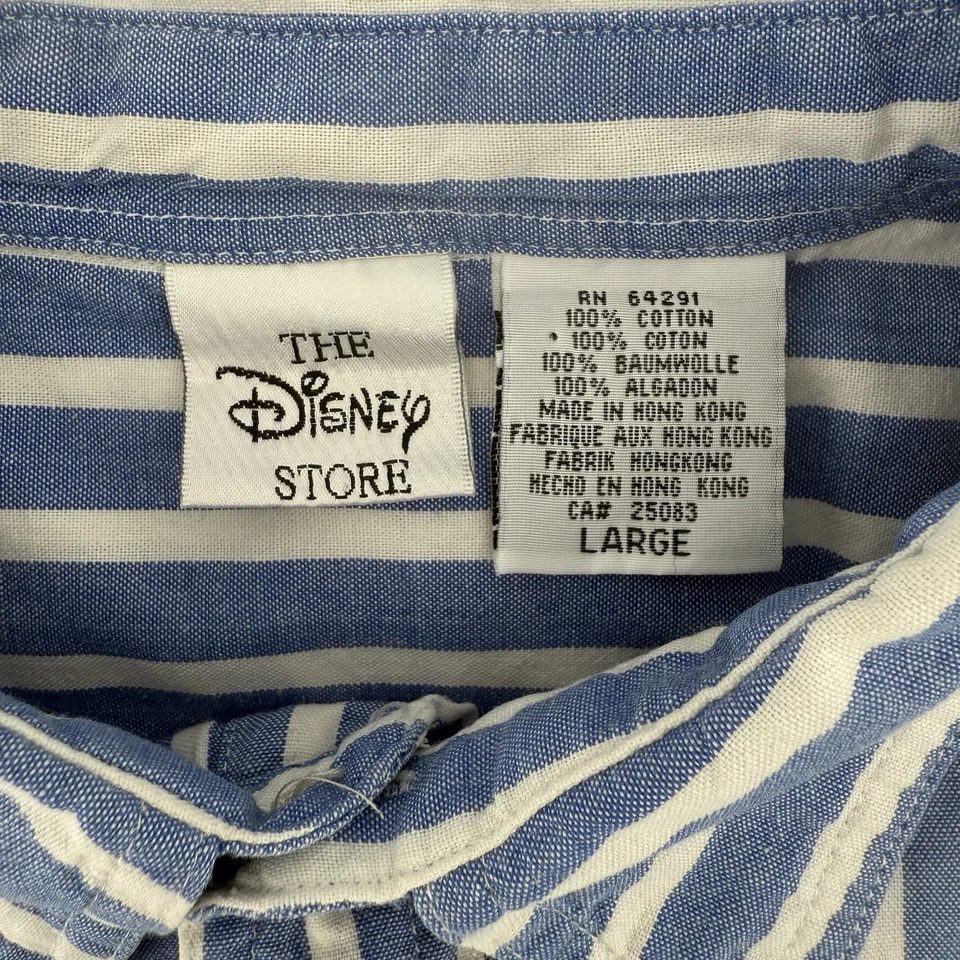 THE
Disney
STORE
RN 64291
100% COTTON
100% COTON
100% BAUMWOLLE
100% ALGADON
MADE IN HONG KONG
FABRIQUE AUX HONG KONG
FABRIK HONGKONG
HECHO EN HONG KONG
CA# 25083
LARGE